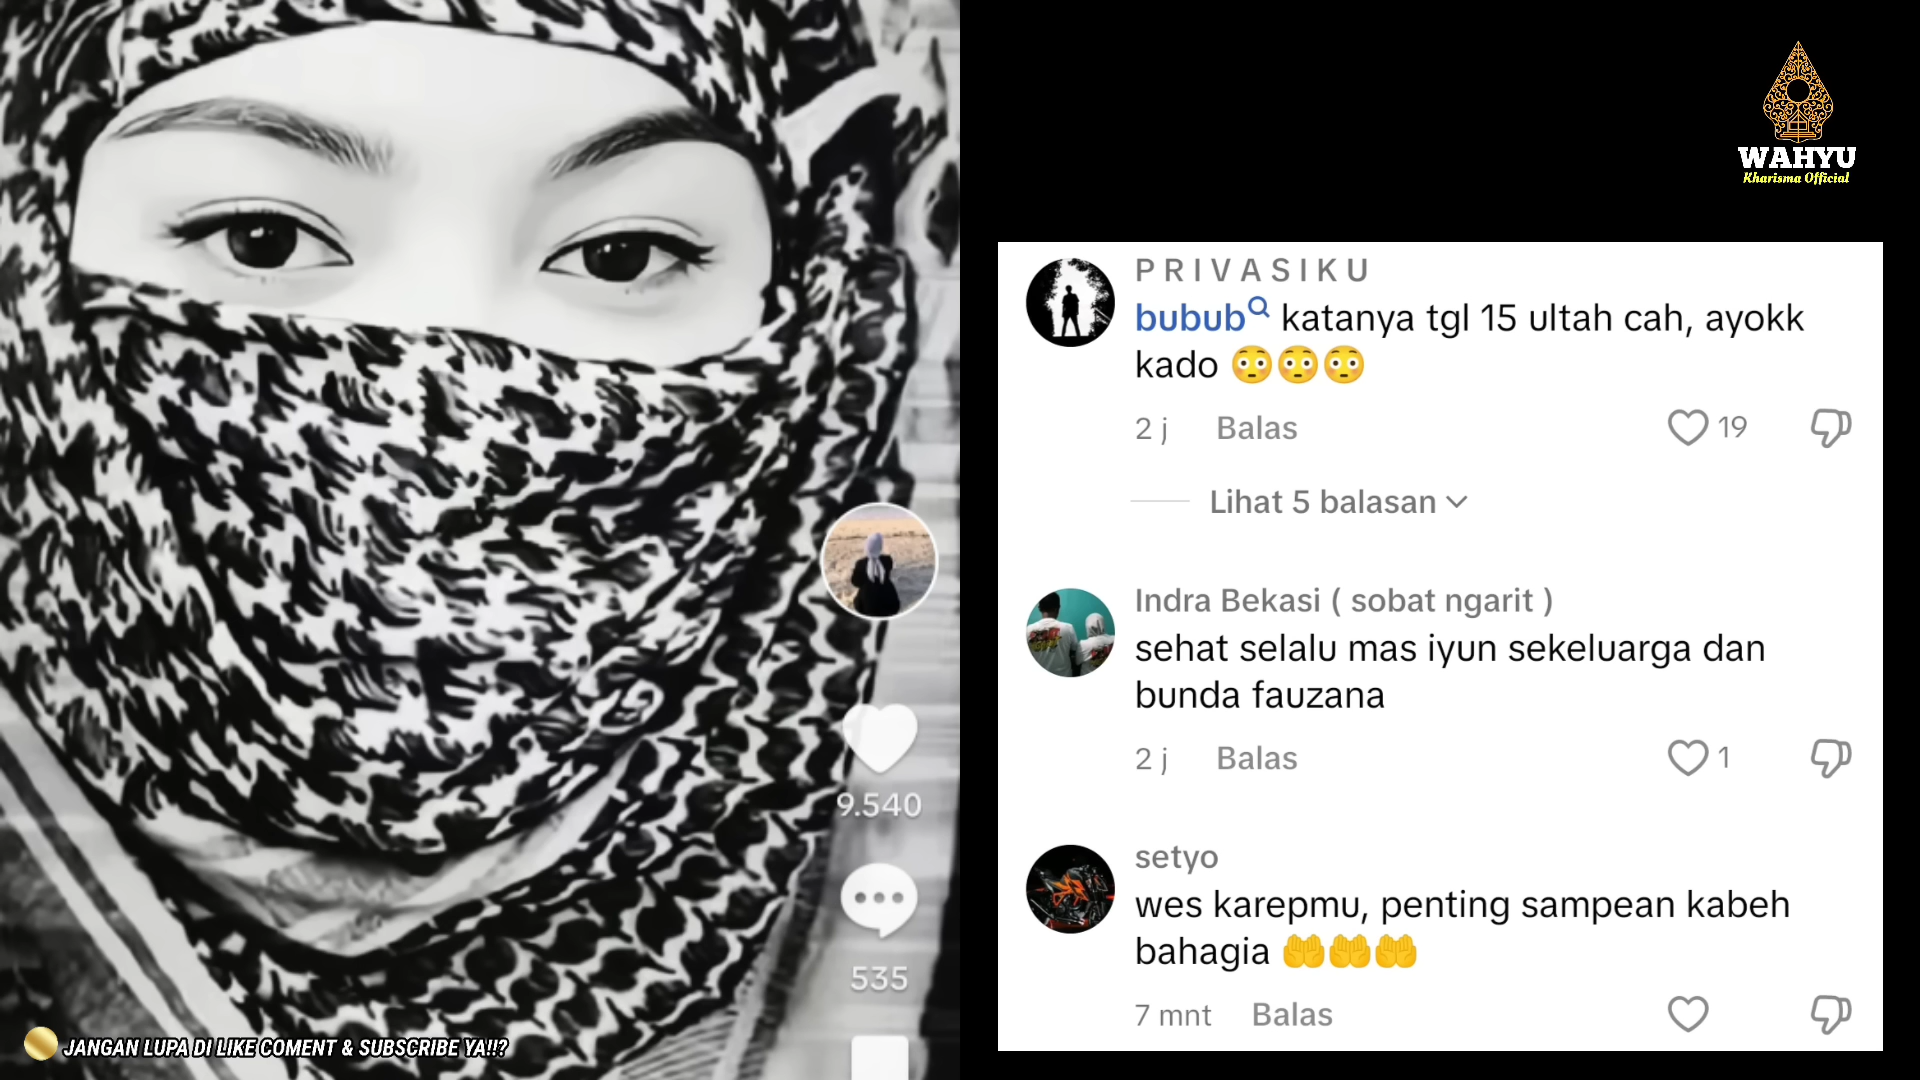 WAHYU
Kharisma Official
P R I V A S I K U
bubub katanya tgl 15 ultah cah, ayokk
kado 😳😳😳
2 j Balas 19
Lihat 5 balasan
Indra Bekasi ( sobat ngarit )
sehat selalu mas iyun sekeluarga dan
bunda fauzana
2 j Balas 1
setyo
wes karepmu, penting sampean kabeh
bahagia 🤲🤲🤲
7 mnt Balas
9.540
535
JANGAN LUPA DI LIKE COMENT & SUBSCRIBE YA!!?